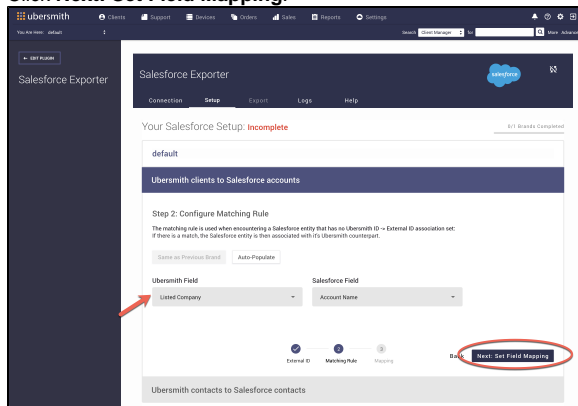 Click Next: Set Field Mapping.
ubersmith
Clients
Support
Devices
Orders
Sales
Reports
Settings
You Are Here: default
Search
Client Manager
for
More
Advance
← EDIT PLUGIN
Salesforce Exporter
Salesforce Exporter
salesforce
Connection
Setup
Export
Logs
Help
Your Salesforce Setup: Incomplete
0/1 Brands Completed
default
Ubersmith clients to Salesforce accounts
Step 2: Configure Matching Rule
The matching rule is used when encountering a Salesforce entity that has no Ubersmith ID -> External ID association set:
If there is a match, the Salesforce entity is then associated with it's Ubersmith counterpart.
Same as Previous Brand
Auto-Populate
Ubersmith Field
Salesforce Field
Listed Company
Account Name
2
3
External ID
Matching Rule
Mapping
Back
Next: Set Field Mapping
Ubersmith contacts to Salesforce contacts